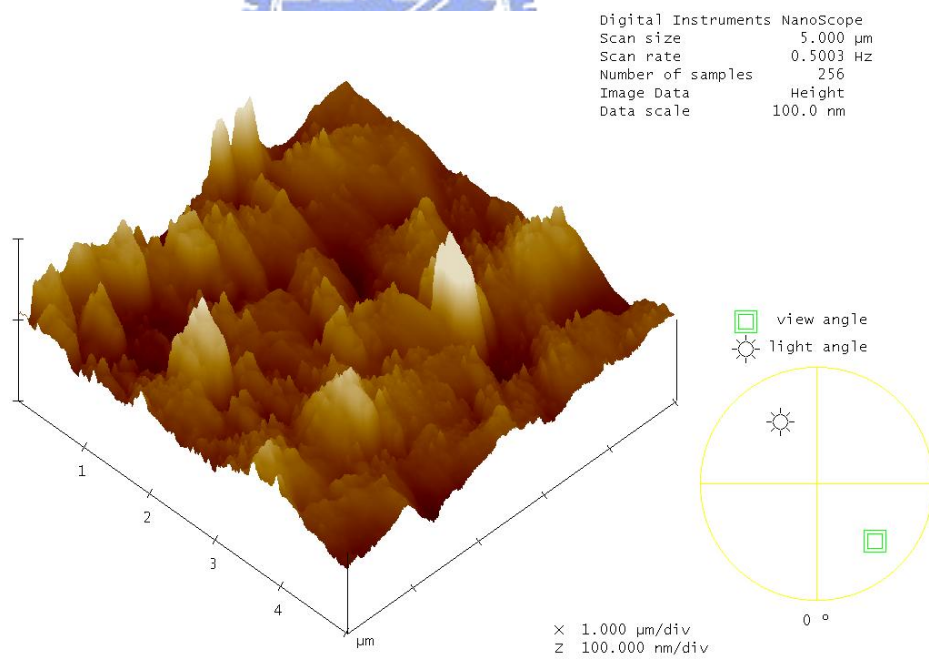 Digital Instruments NanoScope
Scan size 5.000 µm
Scan rate 0.5003 Hz
Number of samples 256
Image Data Height
Data scale 100.0 nm
view angle
light angle
1
2
3
4
µm
X 1.000 µm/div
Z 100.000 nm/div
0 º